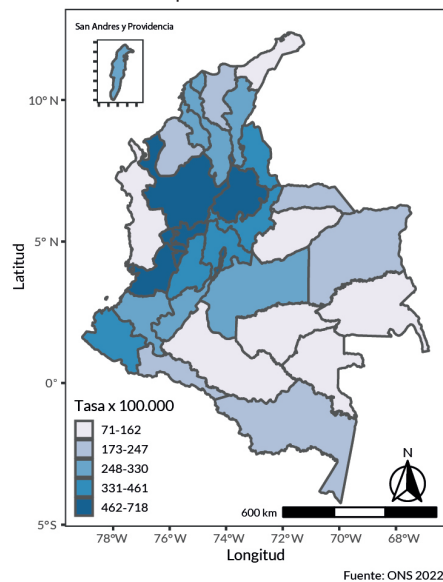 San Andres y Providencia
10°N
5°N
0°
5°S
Latitud
Tasa x 100.000
71-162
173-247
248-330
331-461
462-718
N
600 km
78°W 76°W 74°W 72°W 70°W 68°W
Longitud
Fuente: ONS 2022